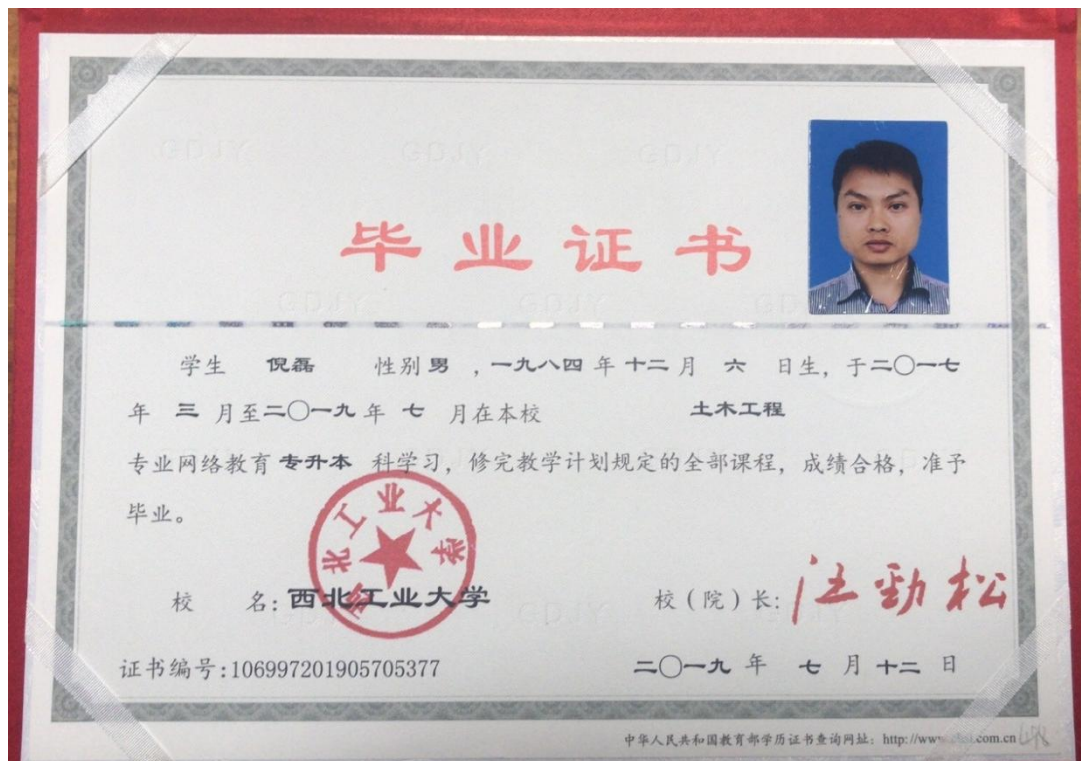 GDJY GDJY GDJY
毕业证书
GDJY GDJY GDJY
学生 倪磊 性别 男 ，一九八四 年 十二 月 六 日生，于二〇一七
年 三 月至二〇一九 年 七 月在本校 土木工程
专业网络教育 专升本 科学习，修完教学计划规定的全部课程，成绩合格，准予
毕业。
西北工业大学
校 名：西北工业大学 校（院）长：汪劲松
证书编号：106997201905705377 二〇一九 年 七 月 十二 日
中华人民共和国教育部学历证书查询网址：http://www.chsi.com.cn